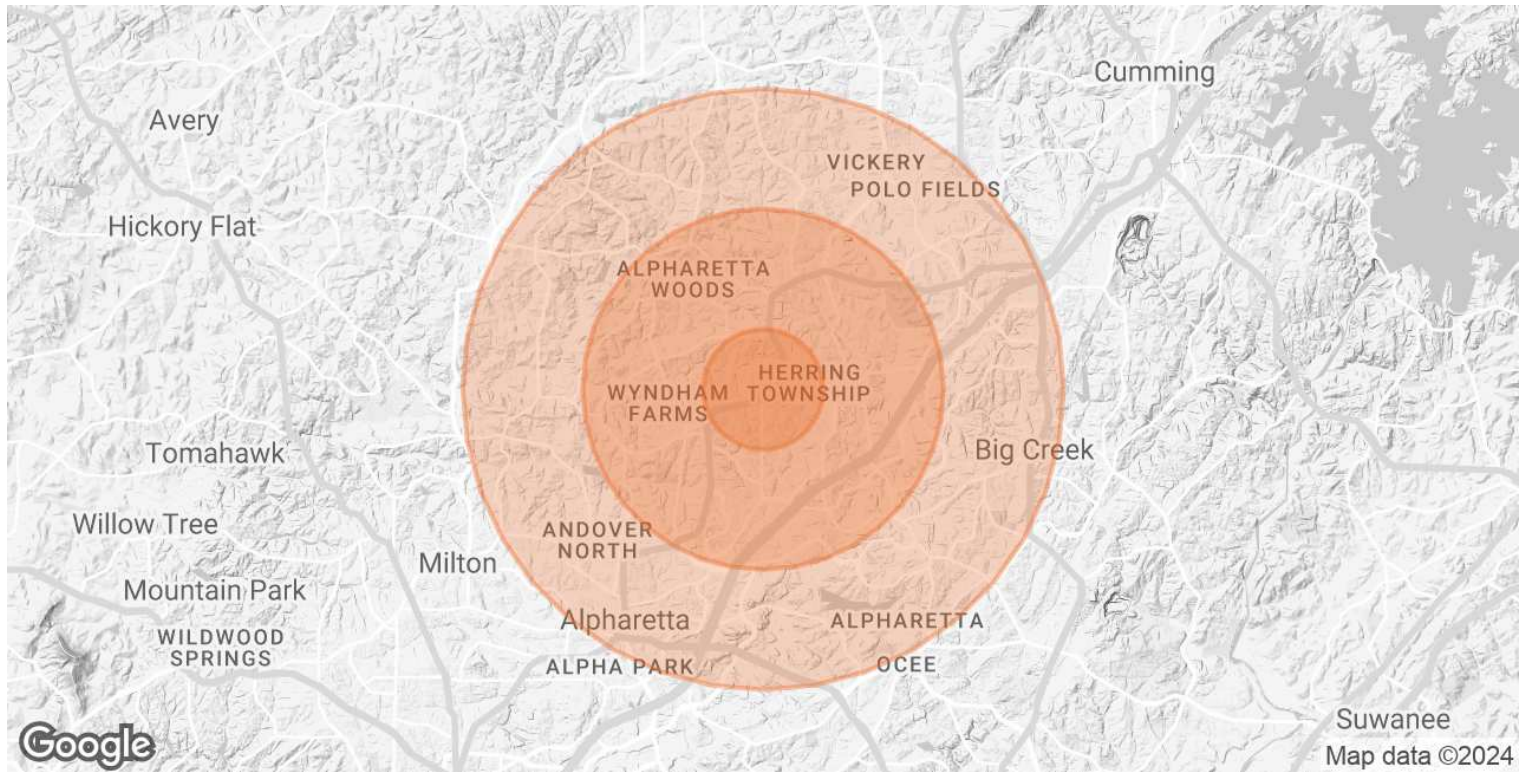 Cumming
Avery
VICKERY
POLO FIELDS
Hickory Flat
ALPHARETTA
WOODS
HERRING
TOWNSHIP
WYNDHAM
FARMS
Tomahawk
Big Creek
Willow Tree
ANDOVER
NORTH
Milton
Mountain Park
Alpharetta
ALPHARETTA
WILDWOOD
SPRINGS
ALPHA PARK
OCEE
Suwanee
Google
Map data ©2024